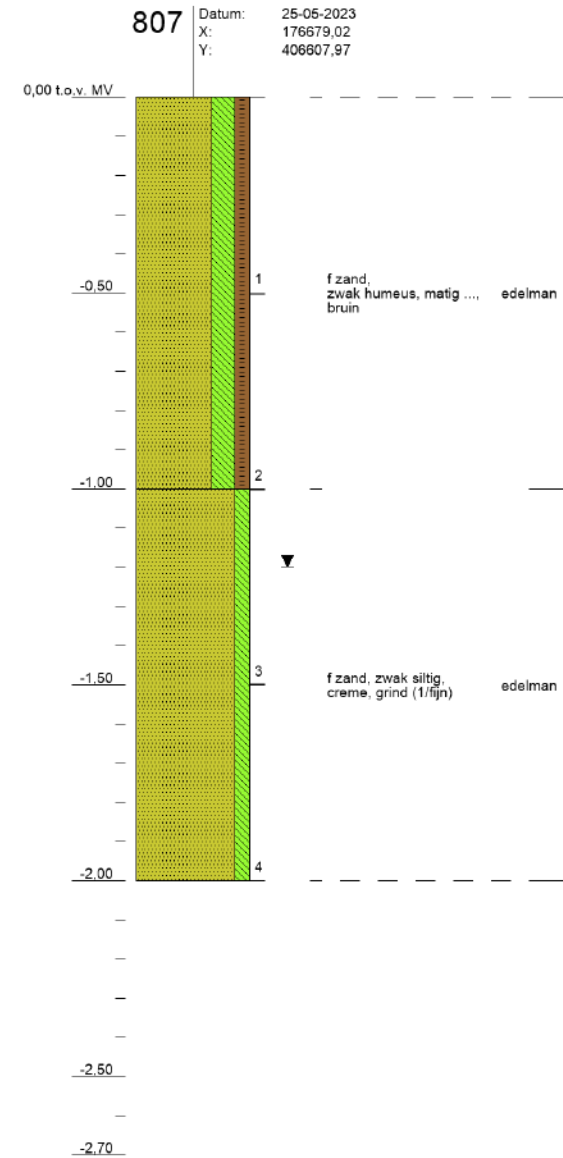 807
Datum: 25-05-2023
X: 176679,02
Y: 406607,97
0,00 t.o.v. MV
1
-0,50
f zand,
zwak humeus, matig ..., edelman
bruin
2
-1,00
3
-1,50
f zand, zwak siltig,
creme, grind (1/fijn) edelman
4
-2,00
-2,50
-2,70